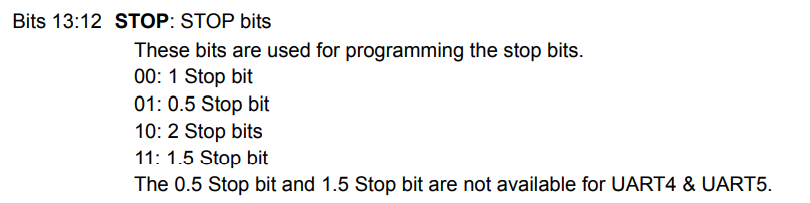 Bits 13:12 STOP: STOP bits
These bits are used for programming the stop bits.
00: 1 Stop bit
01: 0.5 Stop bit
10: 2 Stop bits
11: 1.5 Stop bit
The 0.5 Stop bit and 1.5 Stop bit are not available for UART4 & UART5.